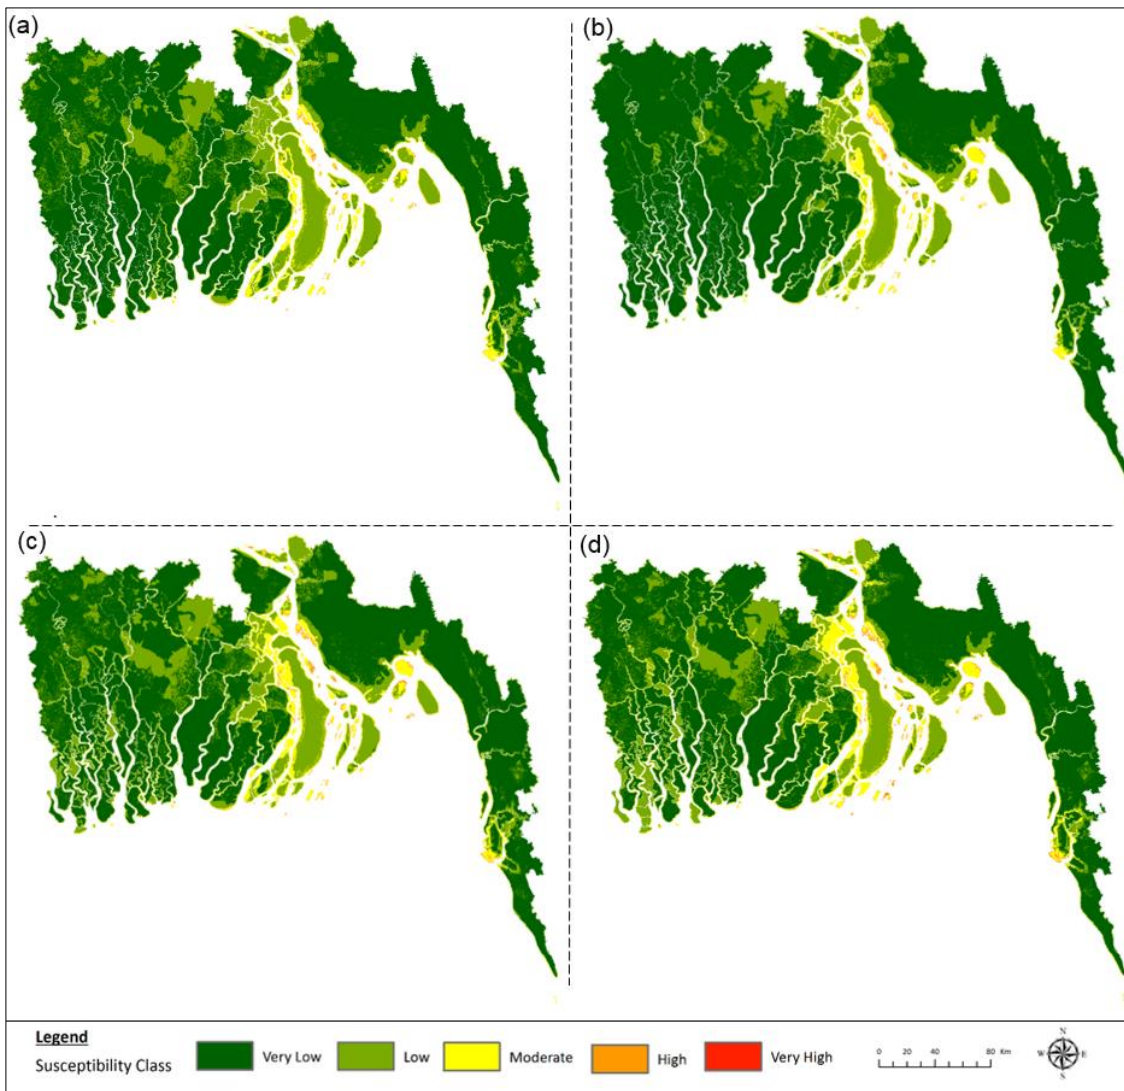 (a)
(b)
(c)
(d)
Legend
Susceptibility Class
Very Low
Low
Moderate
High
Very High
0 20 40 80 Km
N
W E
S